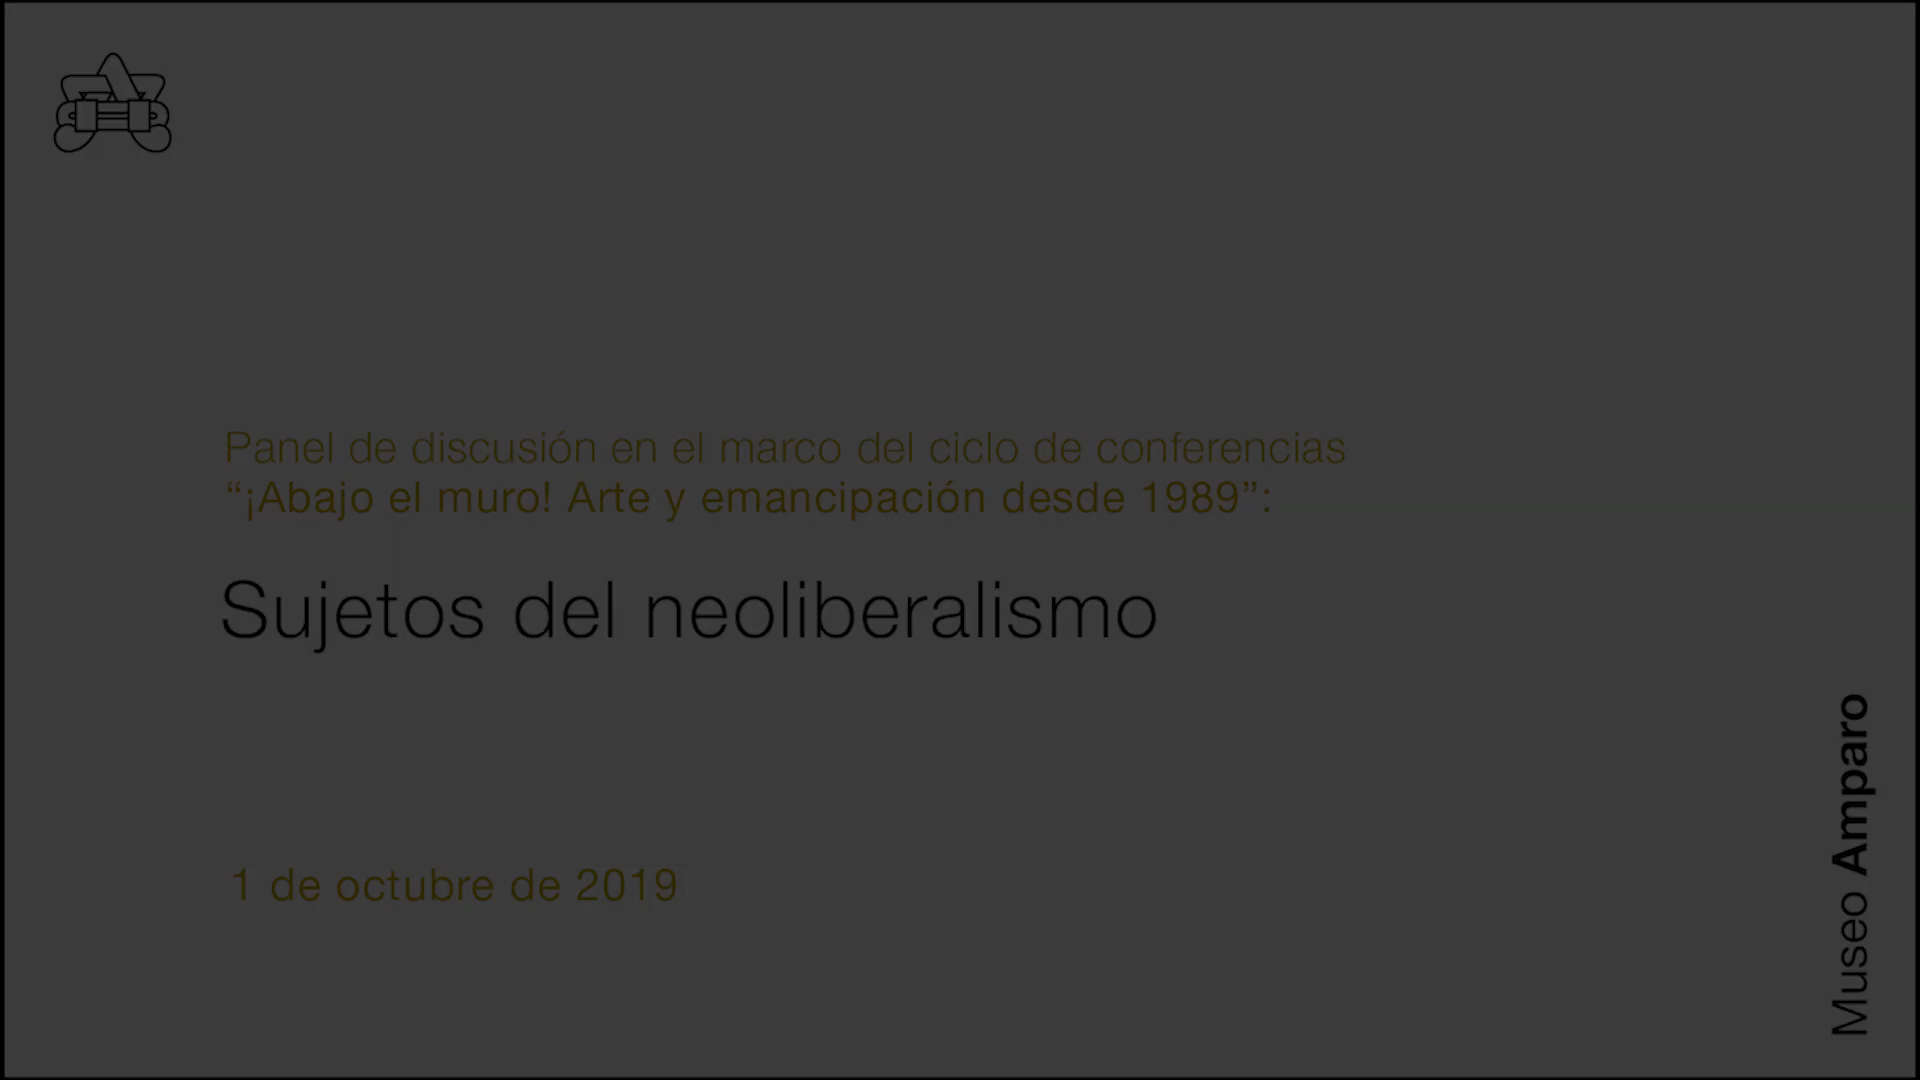 Panel de discusión en el marco del ciclo de conferencias
“¡Abajo el muro! Arte y emancipación desde 1989”:
Sujetos del neoliberalismo
1 de octubre de 2019
Museo Amparo